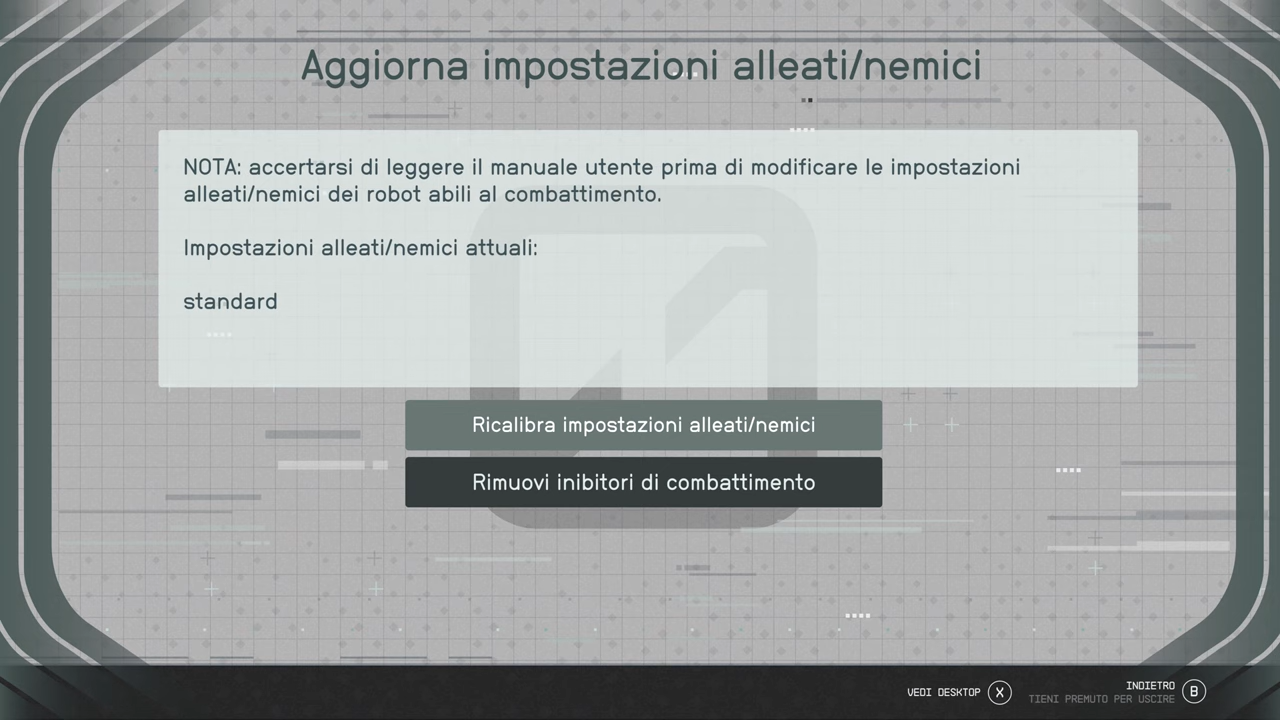 Aggiorna impostazioni alleati/nemici
NOTA: accertarsi di leggere il manuale utente prima di modificare le impostazioni
alleati/nemici dei robot abili al combattimento.
Impostazioni alleati/nemici attuali:
standard
Ricalibra impostazioni alleati/nemici
Rimuovi inibitori di combattimento
VEDI DESKTOP X
INDIETRO B
TIENI PREMUTO PER USCIRE